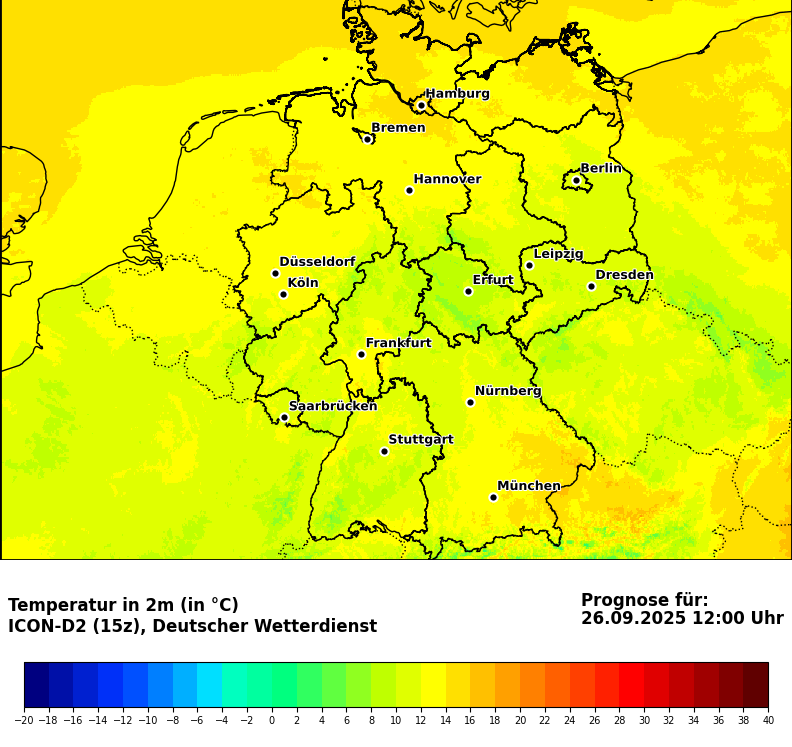 Hamburg
Bremen
Berlin
Hannover
Leipzig
Düsseldorf
Dresden
Köln
Erfurt
Frankfurt
Nürnberg
Saarbrücken
Stuttgart
München
Temperatur in 2m (in °C)
ICON-D2 (15z), Deutscher Wetterdienst
Prognose für:
26.09.2025 12:00 Uhr
−20 −18 −16 −14 −12 −10 −8 −6 −4 −2 0 2 4 6 8 10 12 14 16 18 20 22 24 26 28 30 32 34 36 38 40